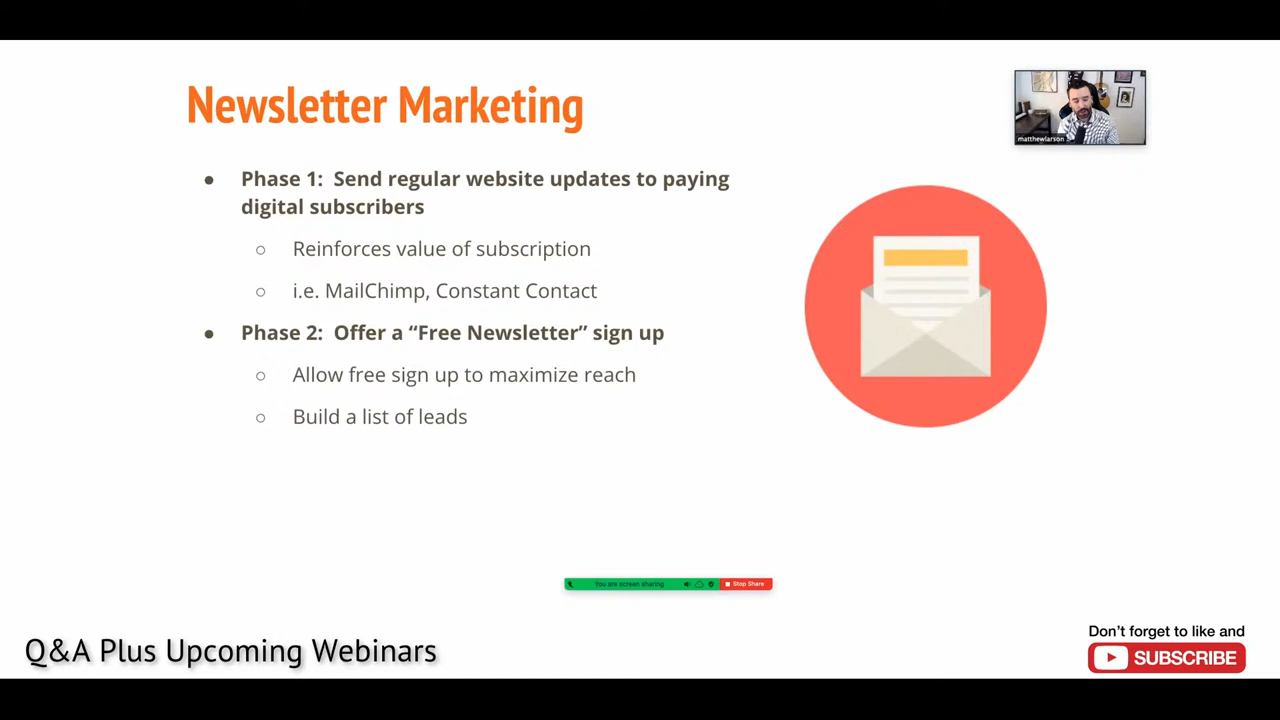 Newsletter Marketing
matthewlarson
● Phase 1: Send regular website updates to paying
digital subscribers
○ Reinforces value of subscription
○ i.e. MailChimp, Constant Contact
● Phase 2: Offer a “Free Newsletter” sign up
○ Allow free sign up to maximize reach
○ Build a list of leads
You are screen sharing
Stop Share
Q&A Plus Upcoming Webinars
Don’t forget to like and
SUBSCRIBE